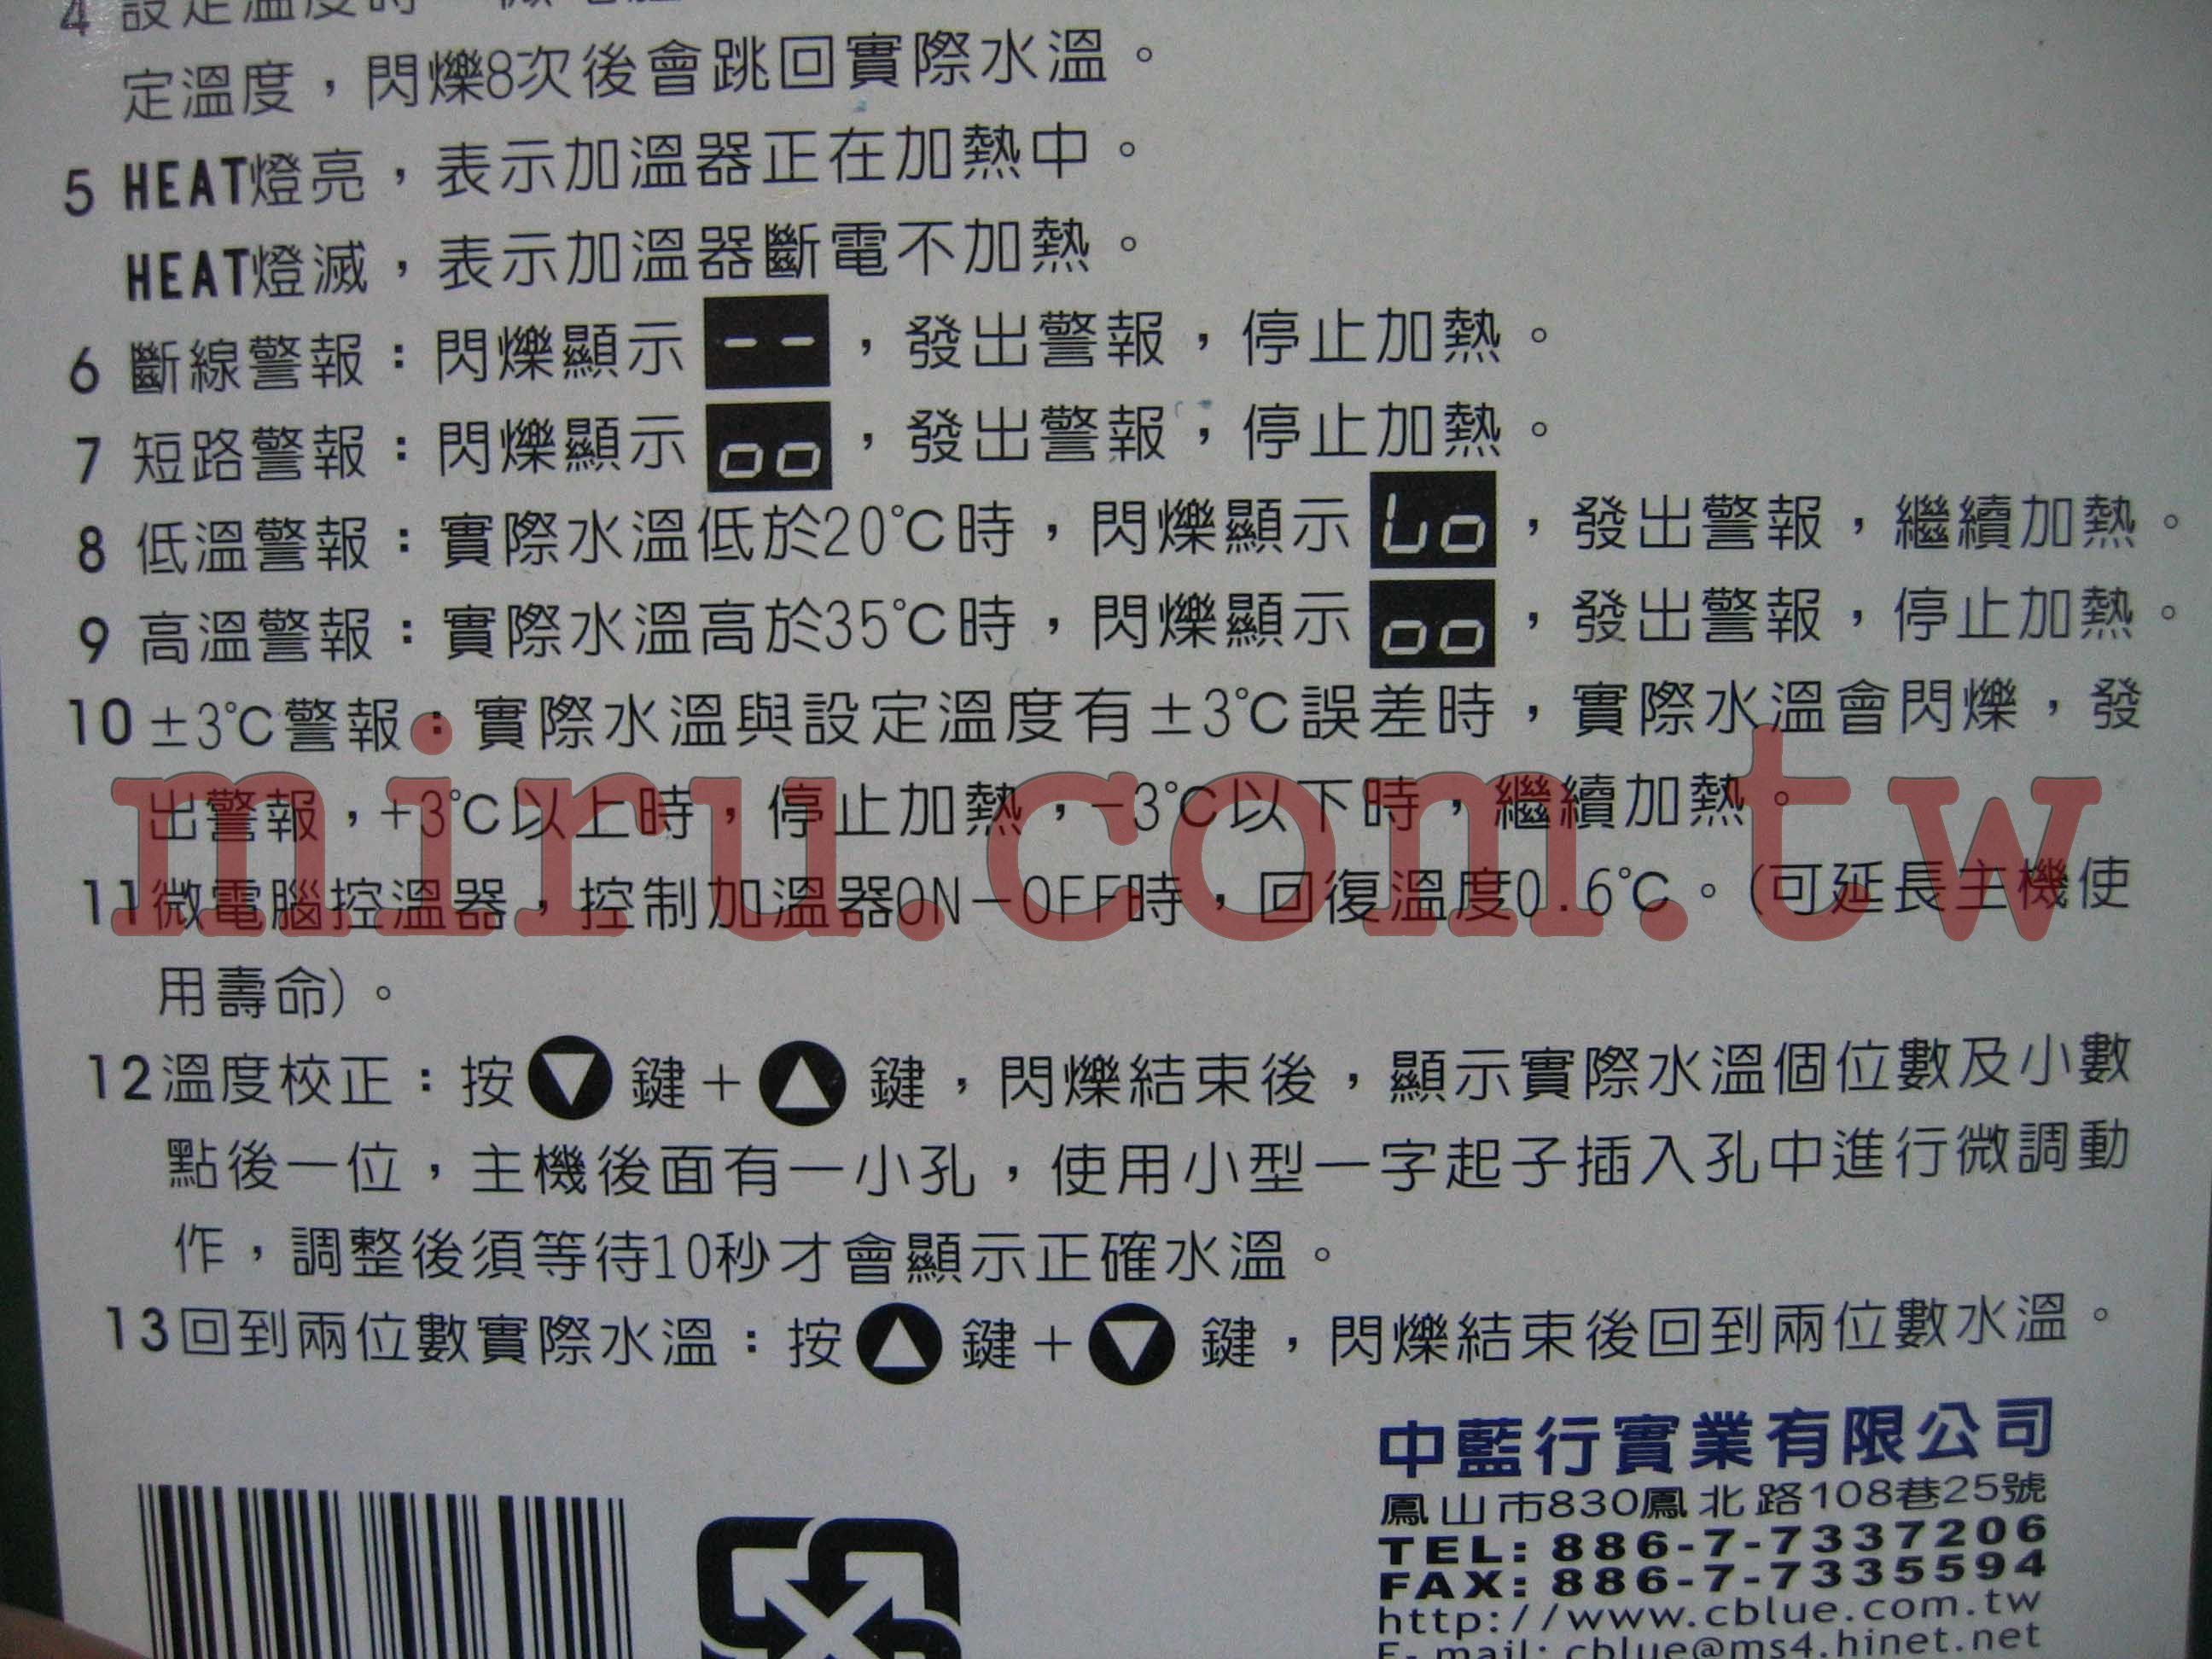 4 設定溫度時
定溫度，閃爍8次後會跳回實際水溫。
5 HEAT燈亮，表示加溫器正在加熱中。
HEAT燈滅，表示加溫器斷電不加熱。
6 斷線警報：閃爍顯示 -- ，發出警報，停止加熱。
7 短路警報：閃爍顯示 oo ，發出警報，停止加熱。
8 低溫警報：實際水溫低於20℃時，閃爍顯示 Lo ，發出警報，繼續加熱。
9 高溫警報：實際水溫高於35℃時，閃爍顯示 oo ，發出警報，停止加熱。
10 ±3℃警報：實際水溫與設定溫度有±3℃誤差時，實際水溫會閃爍，發
出警報，+3℃以上時，停止加熱，-3℃以下時，繼續加熱。
miru.com.tw
11微電腦控溫器，控制加溫器ON-OFF時，回復溫度0.6℃。(可延長主機使
用壽命)。
12溫度校正：按▽鍵+△鍵，閃爍結束後，顯示實際水溫個位數及小數
點後一位，主機後面有一小孔，使用小型一字起子插入孔中進行微調動
作，調整後須等待10秒才會顯示正確水溫。
13回到兩位數實際水溫：按△鍵+▽鍵，閃爍結束後回到兩位數水溫。
中藍行實業有限公司
鳳山市830鳳北路108巷25號
TEL: 886-7-7337206
FAX: 886-7-7335594
http://www.cblue.com.tw
E-mail: cblue@ms4.hinet.net